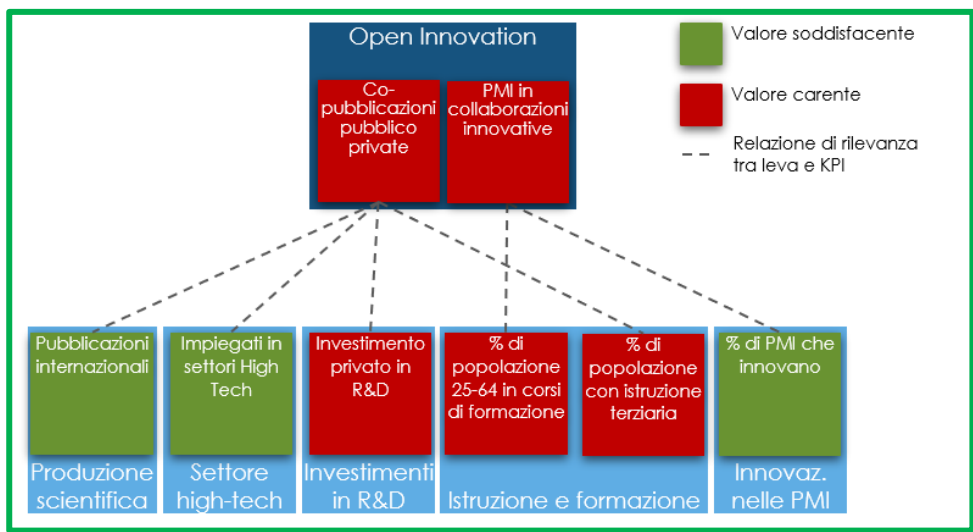 Open Innovation
Co-
pubblicazioni
pubblico
private
PMI in
collaborazioni
innovative
Valore soddisfacente
Valore carente
Relazione di rilevanza
tra leva e KPI
Pubblicazioni
internazionali
Impiegati in
settori High
Tech
Investimento
privato in
R&D
% di
popolazione
25-64 in corsi
di formazione
% di
popolazione
con istruzione
terziaria
% di PMI che
innovano
Produzione
scientifica
Settore
high-tech
Investimenti
in R&D
Istruzione e formazione
Innovaz.
nelle PMI